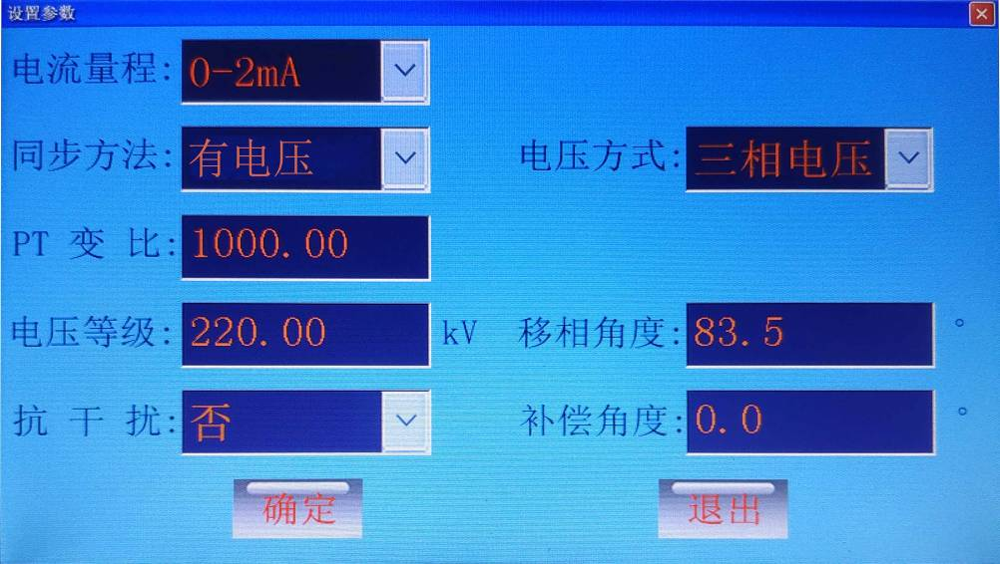 设置参数
电流量程: 0-2mA
同步方法: 有电压 电压方式: 三相电压
PT 变 比: 1000.00
电压等级: 220.00 kV 移相角度: 83.5 °
抗 干 扰: 否 补偿角度: 0.0 °
确定 退出